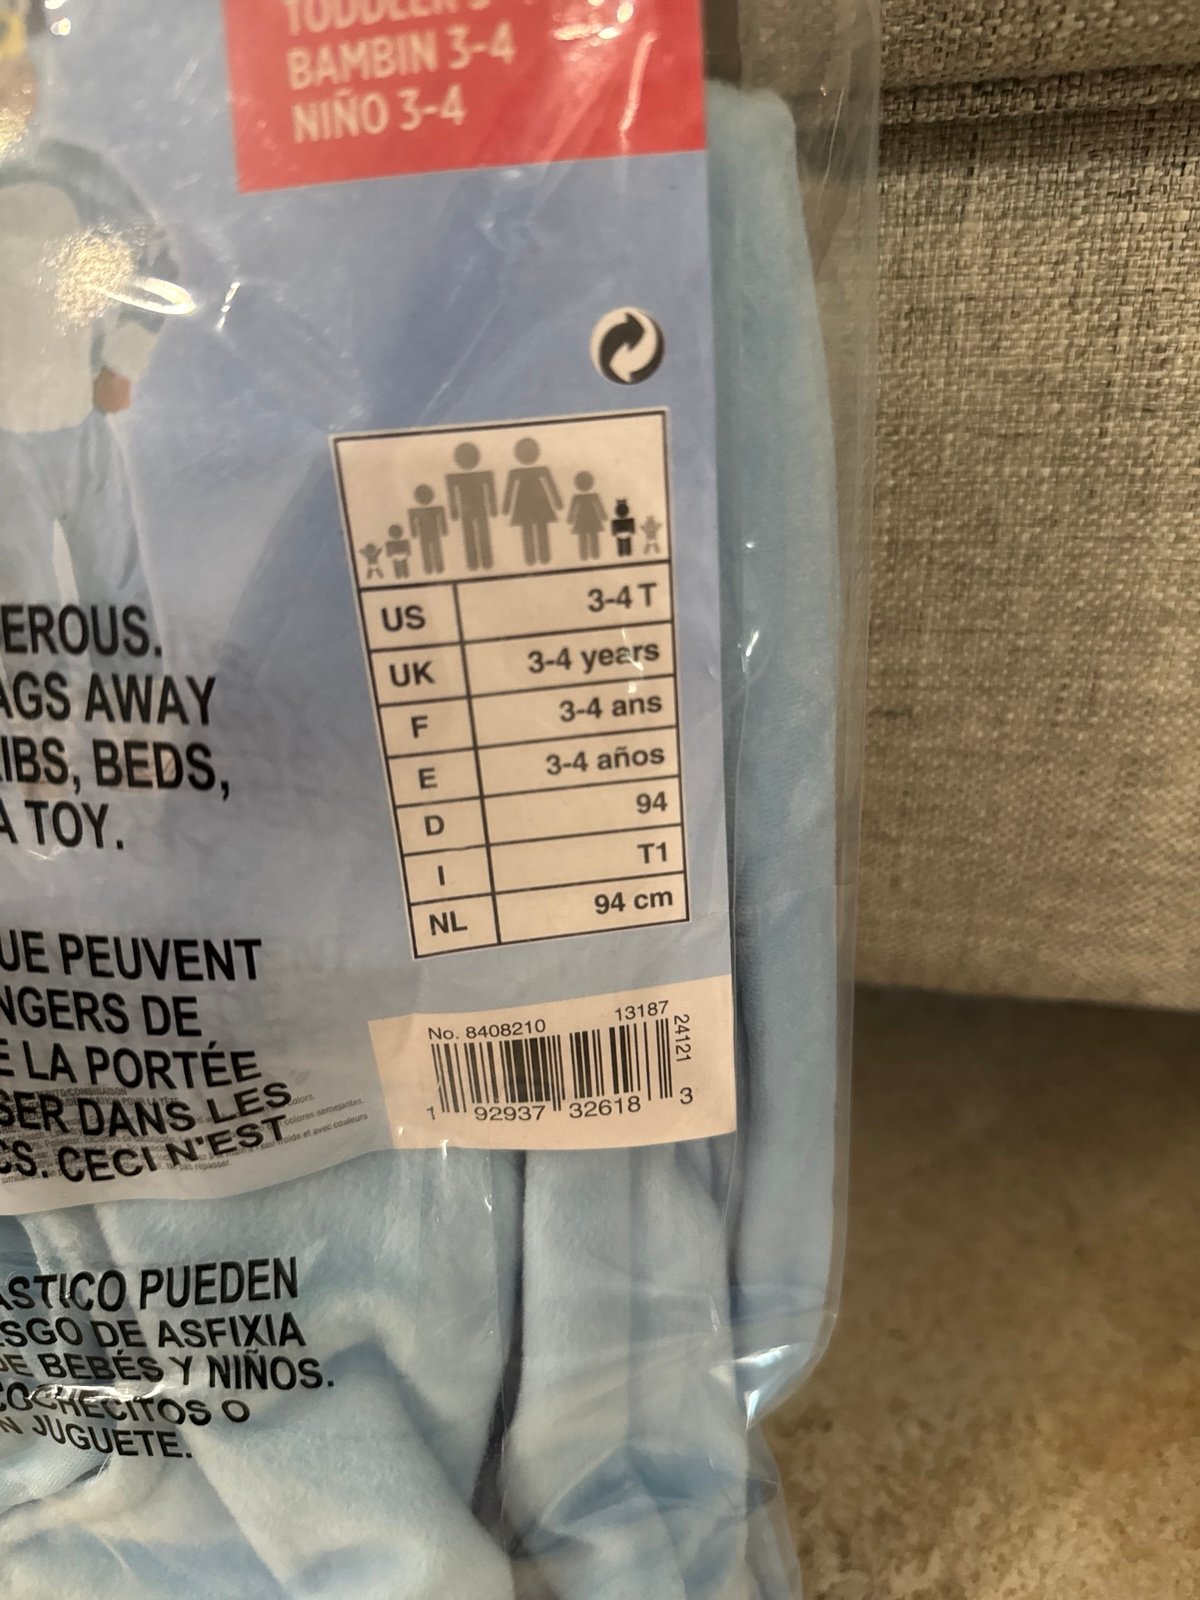 TODDLER 3-
BAMBIN 3-4
NIÑO 3-4
US 3-4 T
UK 3-4 years
F 3-4 ans
E 3-4 años
D 94
I T1
NL 94 cm
EROUS.
AGS AWAY
IBS, BEDS,
A TOY.
UE PEUVENT
NGERS DE
E LA PORTÉE
SER DANS LES
CS. CECI N'EST
No. 8408210
13187
24121
1 92937 32618 3
ASTICO PUEDEN
ESGO DE ASFIXIA
DE BEBÉS Y NIÑOS.
COCHECITOS O
N JUGUETE.